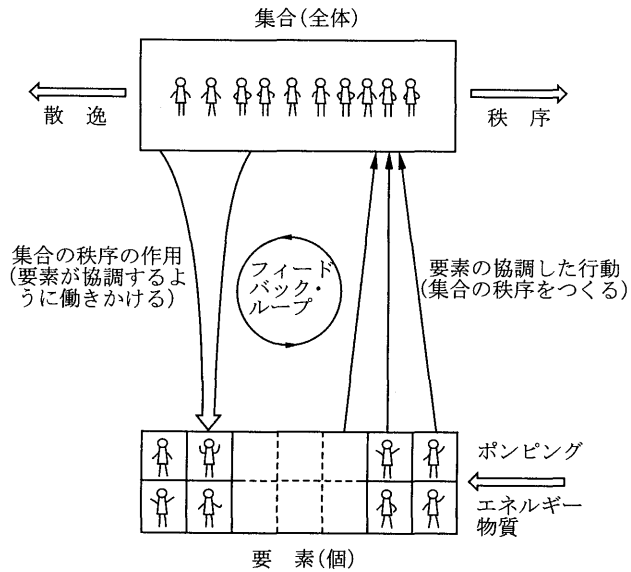 集合(全体)
散 逸
秩 序
集合の秩序の作用
(要素が協調するよ
うに働きかける)
フィード
バック・
ループ
要素の協調した行動
(集合の秩序をつくる)
ポンピング
エネルギー
物質
要 素(個)